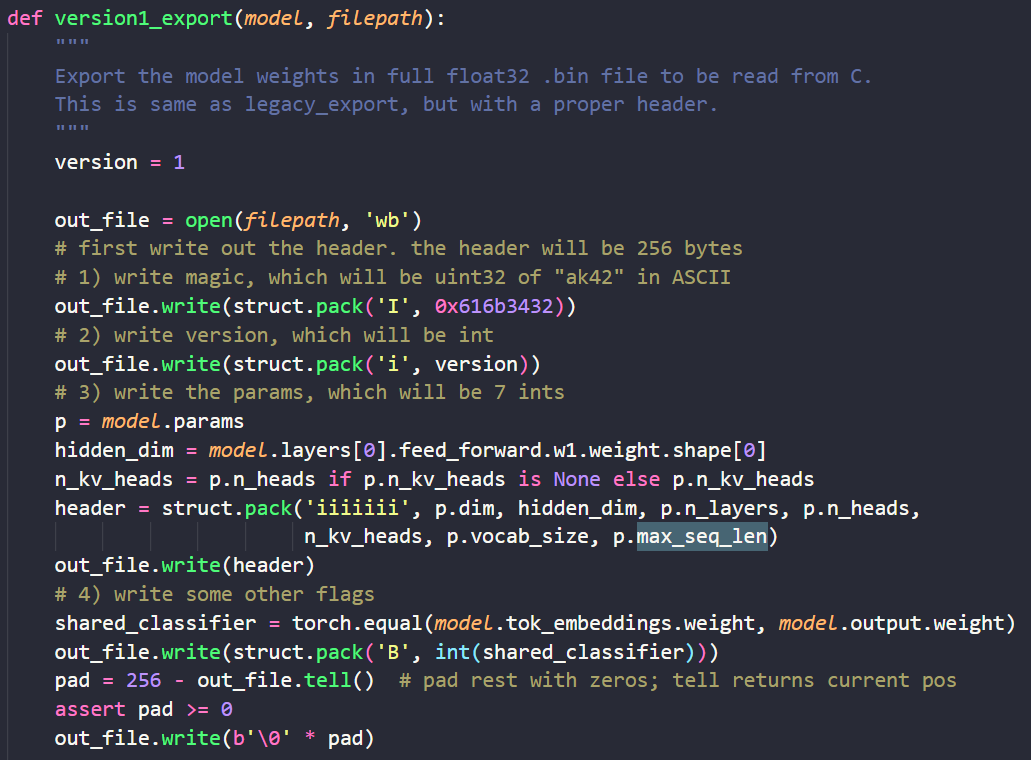 def version1_export(model, filepath):
    """
    Export the model weights in full float32 .bin file to be read from C.
    This is same as legacy_export, but with a proper header.
    """
    version = 1

    out_file = open(filepath, 'wb')
    # first write out the header. the header will be 256 bytes
    # 1) write magic, which will be uint32 of "ak42" in ASCII
    out_file.write(struct.pack('I', 0x616b3432))
    # 2) write version, which will be int
    out_file.write(struct.pack('i', version))
    # 3) write the params, which will be 7 ints
    p = model.params
    hidden_dim = model.layers[0].feed_forward.w1.weight.shape[0]
    n_kv_heads = p.n_heads if p.n_kv_heads is None else p.n_kv_heads
    header = struct.pack('iiiiiii', p.dim, hidden_dim, p.n_layers, p.n_heads,
                         n_kv_heads, p.vocab_size, p.max_seq_len)
    out_file.write(header)
    # 4) write some other flags
    shared_classifier = torch.equal(model.tok_embeddings.weight, model.output.weight)
    out_file.write(struct.pack('B', int(shared_classifier)))
    pad = 256 - out_file.tell()  # pad rest with zeros; tell returns current pos
    assert pad >= 0
    out_file.write(b'\0' * pad)